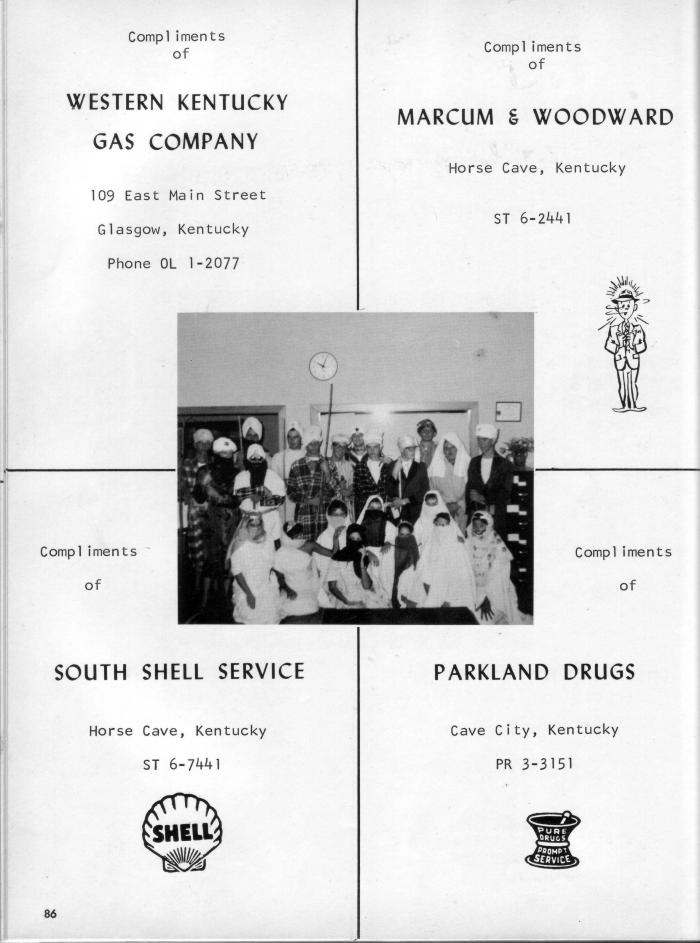 Compliments
of
WESTERN KENTUCKY
GAS COMPANY
109 East Main Street
Glasgow, Kentucky
Phone OL 1-2077
Compliments
of
MARCUM & WOODWARD
Horse Cave, Kentucky
ST 6-2441
Compliments
of
SOUTH SHELL SERVICE
Horse Cave, Kentucky
ST 6-7441
SHELL
Compliments
of
PARKLAND DRUGS
Cave City, Kentucky
PR 3-3151
PURE
DRUGS
PROMPT
SERVICE
86